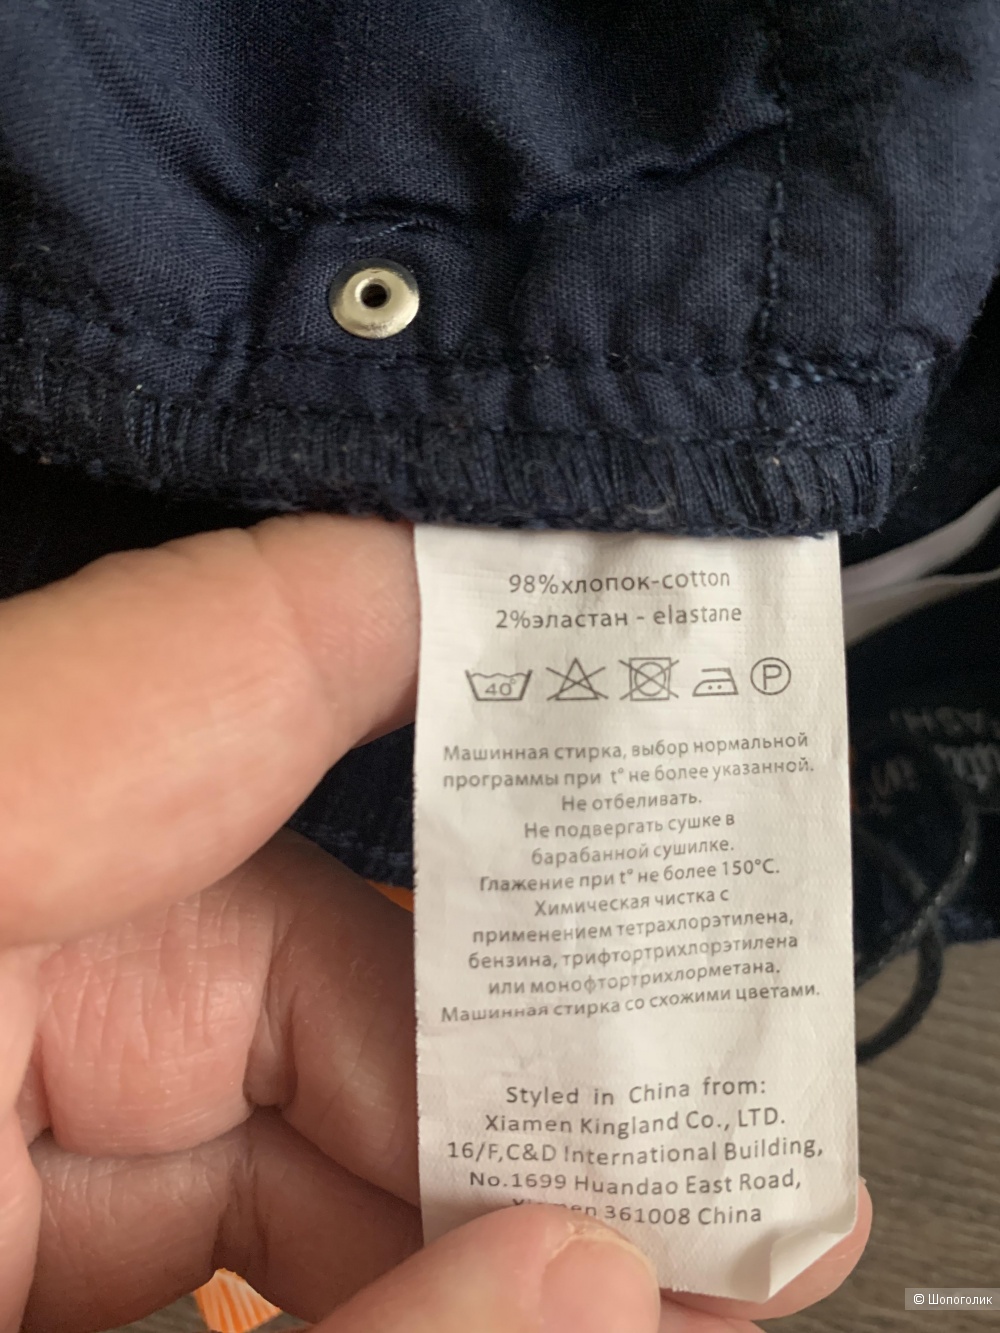 98%хлопок-cotton
2%эластан - elastane
40°
P
Машинная стирка, выбор нормальной
программы при t° не более указанной.
Не отбеливать.
Не подвергать сушке в
барабанной сушилке.
Глажение при t° не более 150°C.
Химическая чистка с
применением тетрахлорэтилена,
бензина, трифтортрихлорэтилена
или монофтортрихлорметана.
Машинная стирка со схожими цветами.
Styled in China from:
Xiamen Kingland Co., LTD.
16/F,C&D International Building,
No.1699 Huandao East Road,
361008 China
© Шопоголик